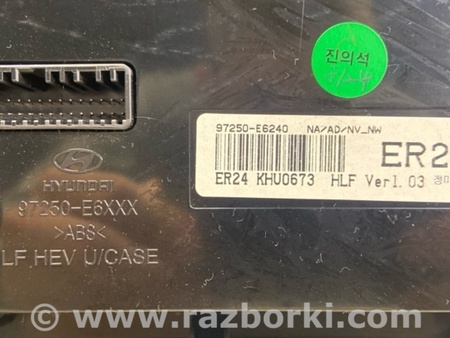 진의석
97250-E6240 NA/AD/NV_NW
ER2
ER24 KHU0673 HLF Ver1.03
HYUNDAI
97250-E6XXX
>ABS<
LF HEV U/CASE
www.razborki.com